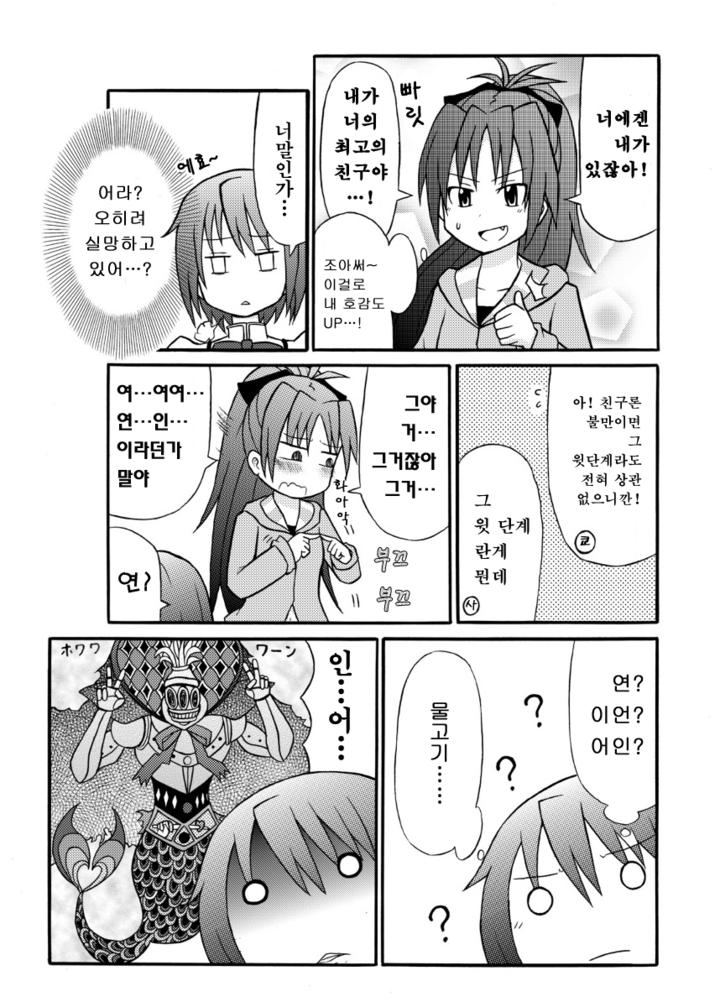 너에겐
내가
있잖아!
빠
릿
내가
너의
최고의
친구야
…!
조아써~
이걸로
내 호감도
UP…!
너말인가…
에효~
어라?
오히려
실망하고
있어…?
아! 친구론
불만이면
그
윗단계라도
전혀 상관
없으니깐!
쿄
그
윗 단계
란게
뭔데
사
그야
거…
그거잖아
그거…
화아악
여…여여…
연…인…
이라던가
말야
부끄
부끄
연?
연?
이언?
어인?
물고기……
?
?
?
인…어…
ホワワ
ワーン